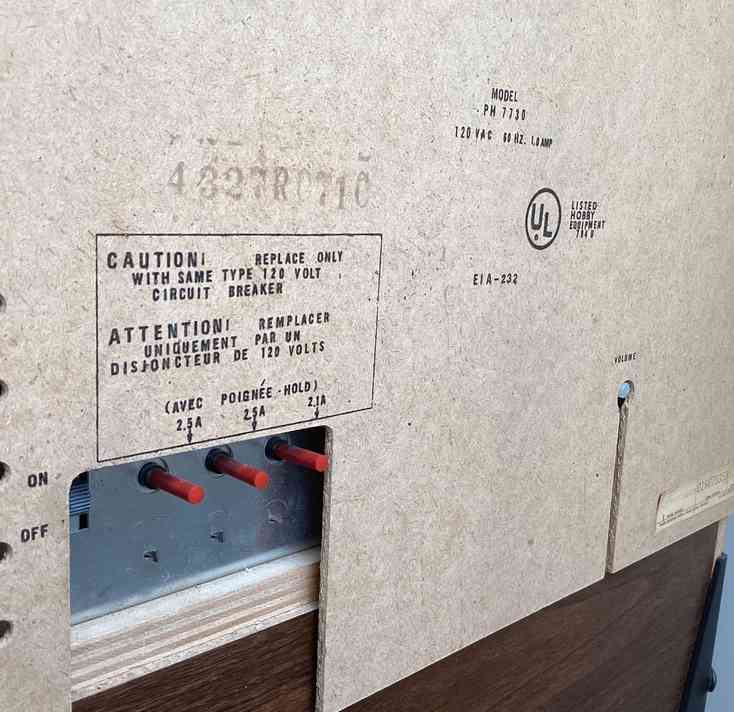 MODEL
PH 7730
120 VAC 60 HZ. 1.0 AMP
4327R0710
UL
LISTED
HOBBY
EQUIPMENT
EIA-232
CAUTION: REPLACE ONLY
WITH SAME TYPE 120 VOLT
CIRCUIT BREAKER
ATTENTION: REMPLACER
UNIQUEMENT PAR UN
DISJONCTEUR DE 120 VOLTS
(AVEC POIGNÉE-HOLD)
2.5A 2.5A 2.1A
VOLUME
ON
OFF